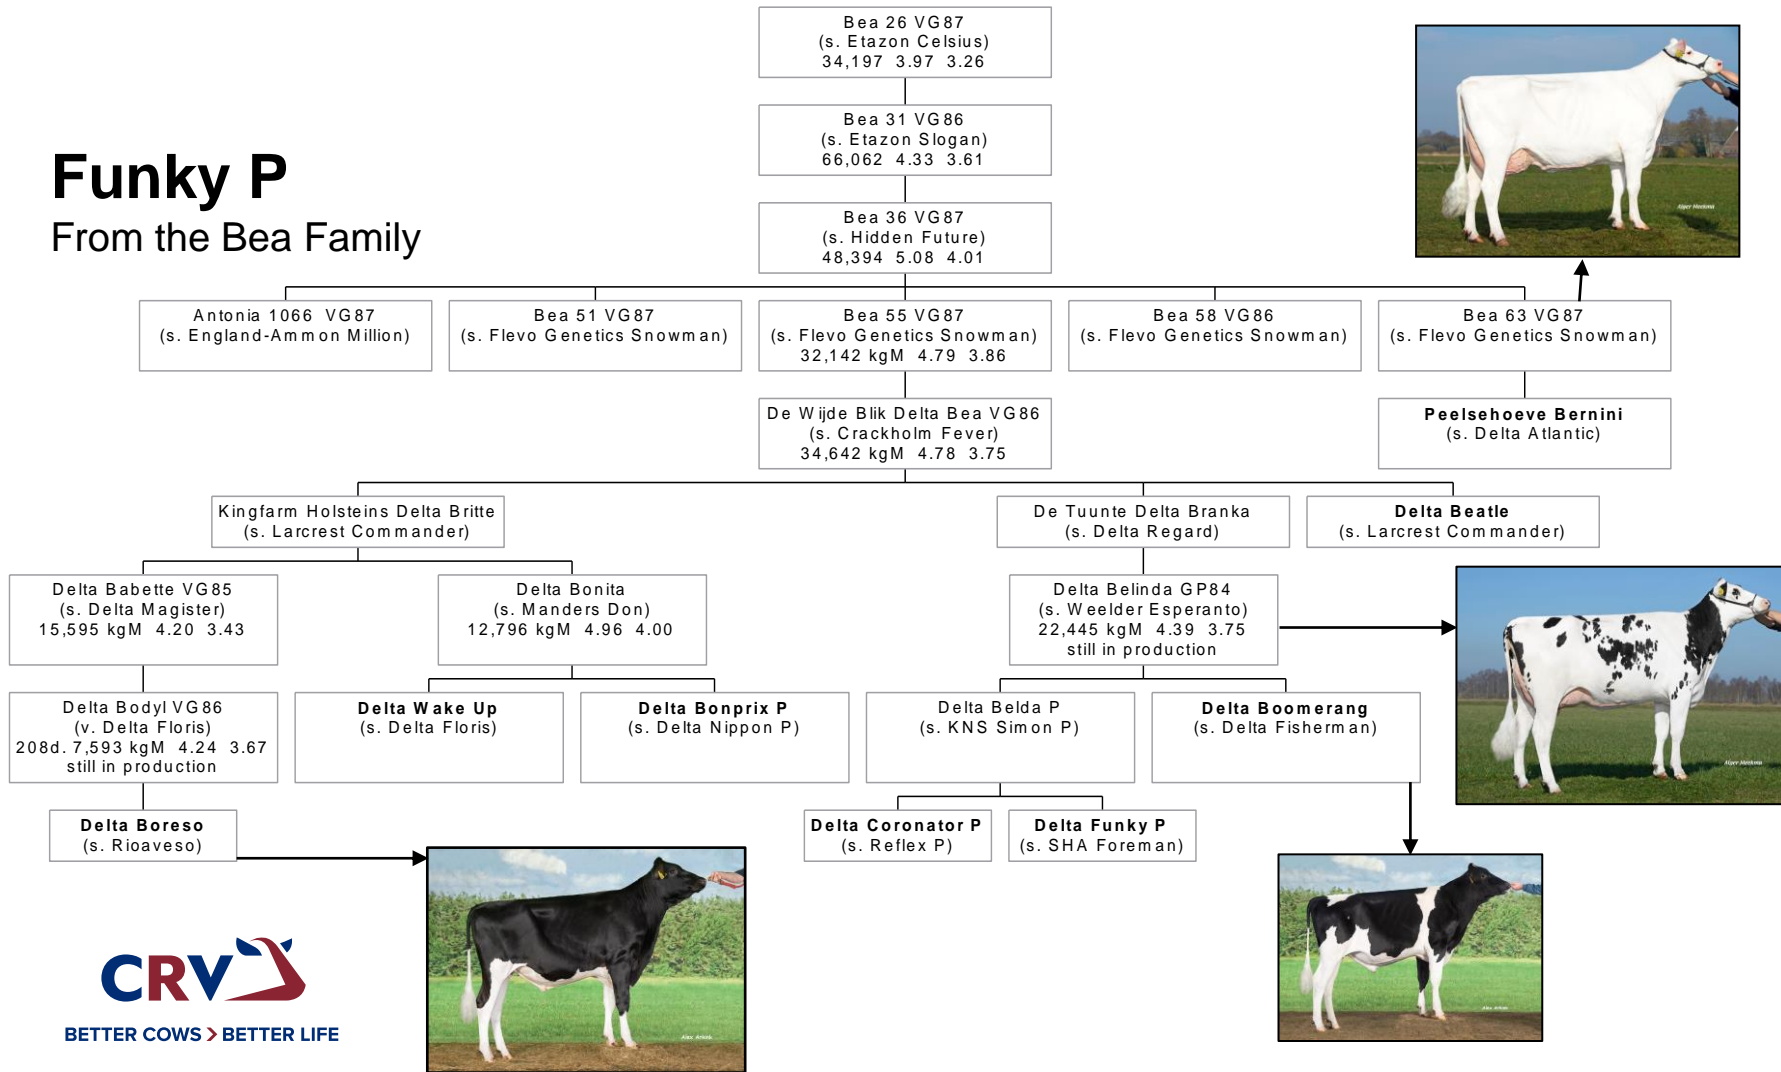 Funky P
From the Bea Family
Bea 26 VG87
(s. Etazon Celsius)
34,197 3.97 3.26
Bea 31 VG86
(s. Etazon Slogan)
66,062 4.33 3.61
Bea 36 VG87
(s. Hidden Future)
48,394 5.08 4.01
Alger Meekma
Antonia 1066 VG87
(s. England-Ammon Million)
Bea 51 VG87
(s. Flevo Genetics Snowman)
Bea 55 VG87
(s. Flevo Genetics Snowman)
32,142 kgM 4.79 3.86
Bea 58 VG86
(s. Flevo Genetics Snowman)
Bea 63 VG87
(s. Flevo Genetics Snowman)
De Wijde Blik Delta Bea VG86
(s. Crackholm Fever)
34,642 kgM 4.78 3.75
Peelsehoeve Bernini
(s. Delta Atlantic)
Kingfarm Holsteins Delta Britte
(s. Larcrest Commander)
De Tuunte Delta Branka
(s. Delta Regard)
Delta Beatle
(s. Larcrest Commander)
Delta Babette VG85
(s. Delta Magister)
15,595 kgM 4.20 3.43
Delta Bonita
(s. Manders Don)
12,796 kgM 4.96 4.00
Delta Belinda GP84
(s. Weelder Esperanto)
22,445 kgM 4.39 3.75
still in production
Alger Meekma
Delta Bodyl VG86
(v. Delta Floris)
208d. 7,593 kgM 4.24 3.67
still in production
Delta Wake Up
(s. Delta Floris)
Delta Bonprix P
(s. Delta Nippon P)
Delta Belda P
(s. KNS Simon P)
Delta Boomerang
(s. Delta Fisherman)
Delta Boreso
(s. Rioaveso)
Delta Coronator P
(s. Reflex P)
Delta Funky P
(s. SHA Foreman)
Alex Arkink
Alex Arkink
CRV
BETTER COWS > BETTER LIFE